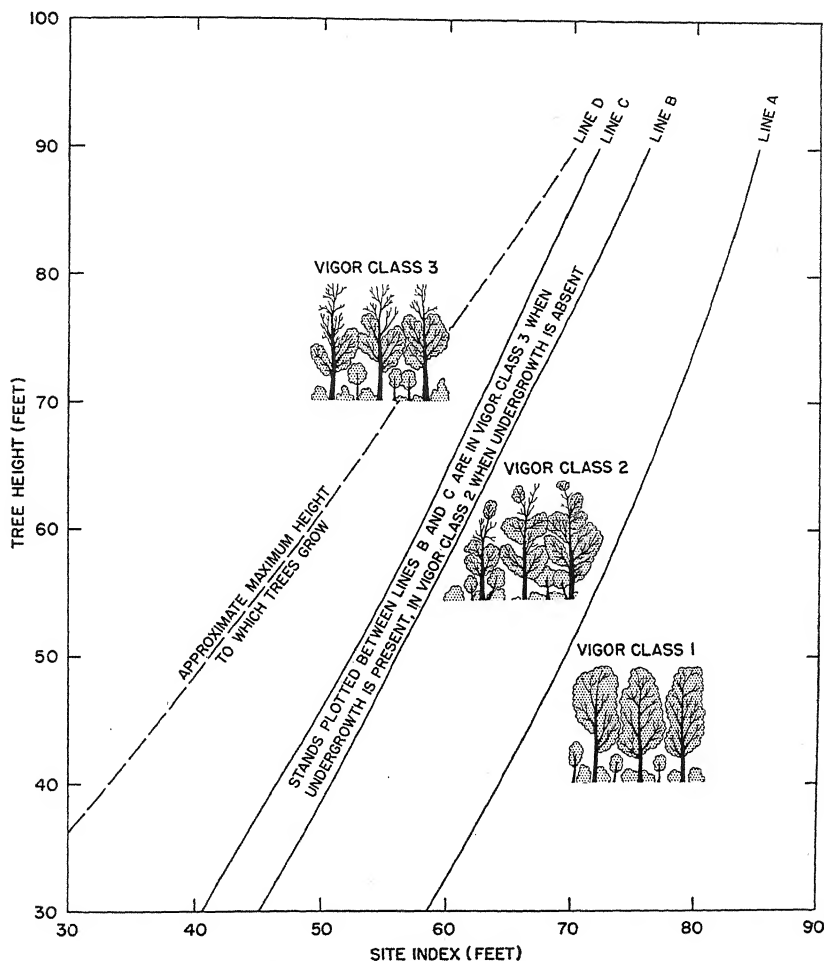 100
90
80
70
60
50
40
30
TREE HEIGHT (FEET)
LINE D
LINE C
LINE B
LINE A
VIGOR CLASS 3
VIGOR CLASS 2
VIGOR CLASS 1
APPROXIMATE MAXIMUM HEIGHT
TO WHICH TREES GROW
STANDS PLOTTED BETWEEN LINES B AND C ARE IN VIGOR CLASS 3 WHEN
UNDERGROWTH IS PRESENT, IN VIGOR CLASS 2 WHEN UNDERGROWTH IS ABSENT
30 40 50 60 70 80 90
SITE INDEX (FEET)